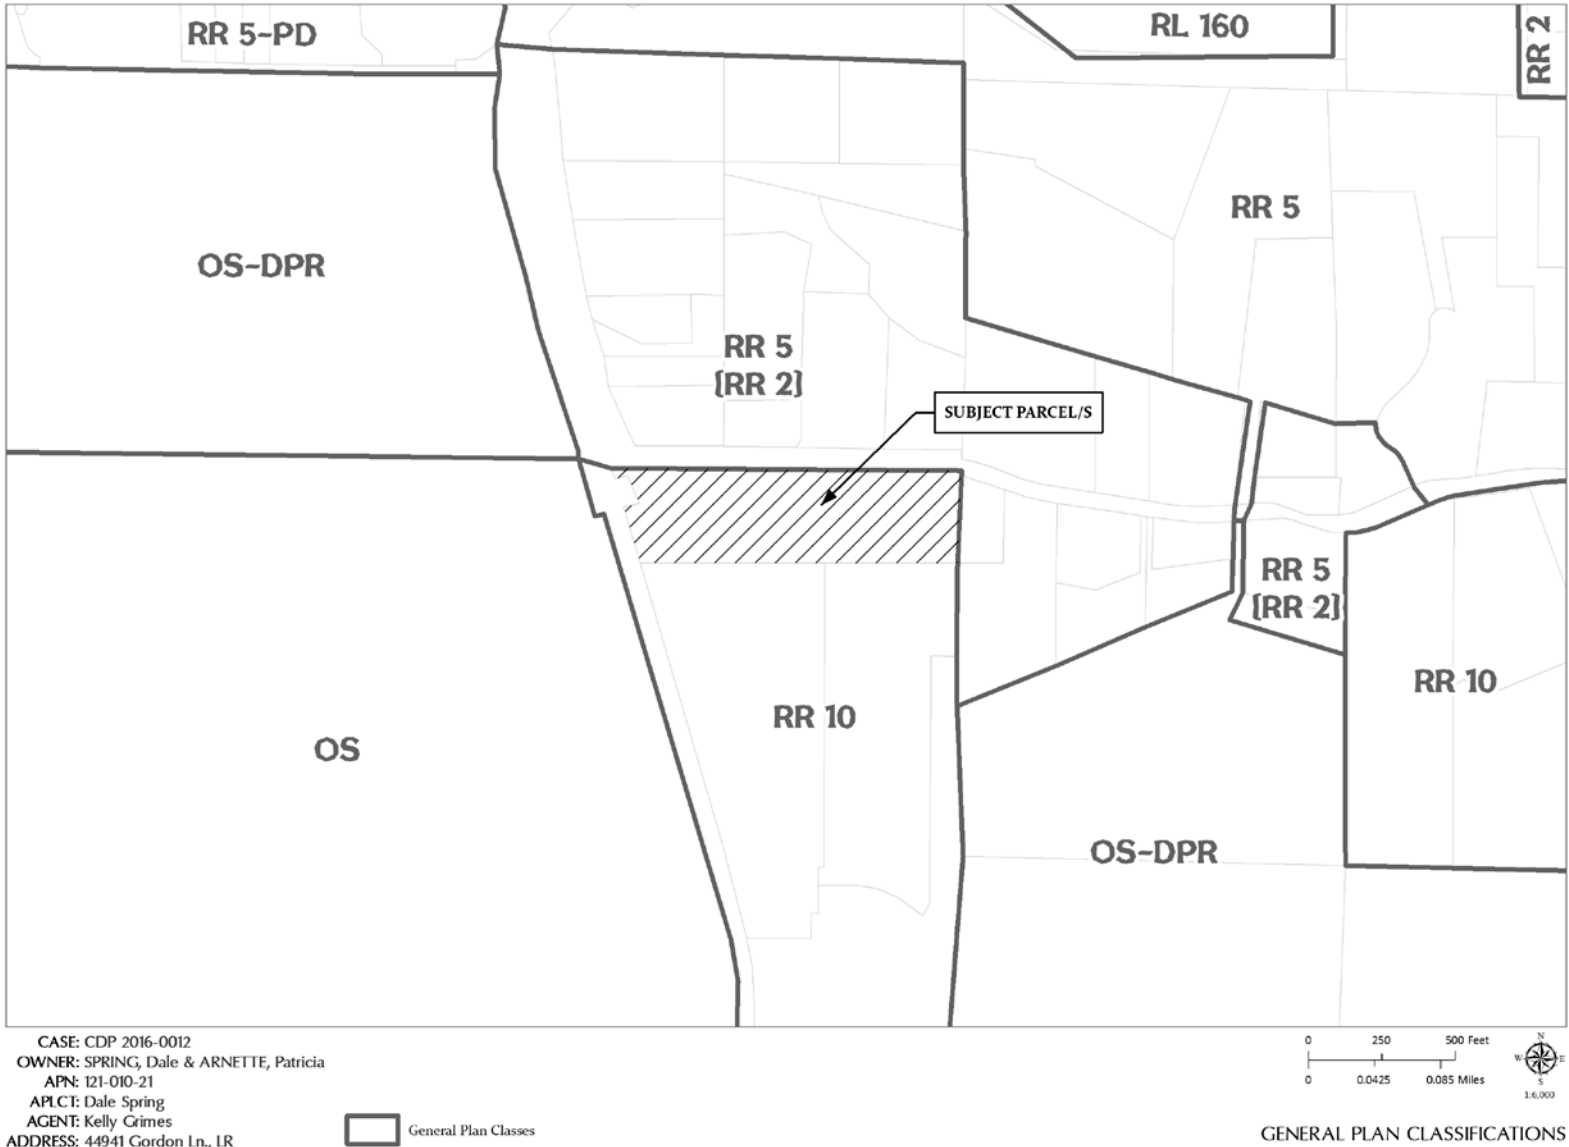 RR 5-PD
RL 160
RR 2
RR 5
OS-DPR
RR 5
[RR 2]
SUBJECT PARCEL/S
RR 5
[RR 2]
RR 10
RR 10
OS
OS-DPR
CASE: CDP 2016-0012
OWNER: SPRING, Dale & ARNETTE, Patricia
APN: 121-010-21
APLCT: Dale Spring
AGENT: Kelly Grimes
ADDRESS: 44941 Gordon Ln., LR
General Plan Classes
0 250 500 Feet
0 0.0425 0.085 Miles
N
W E
S
1:6,000
GENERAL PLAN CLASSIFICATIONS